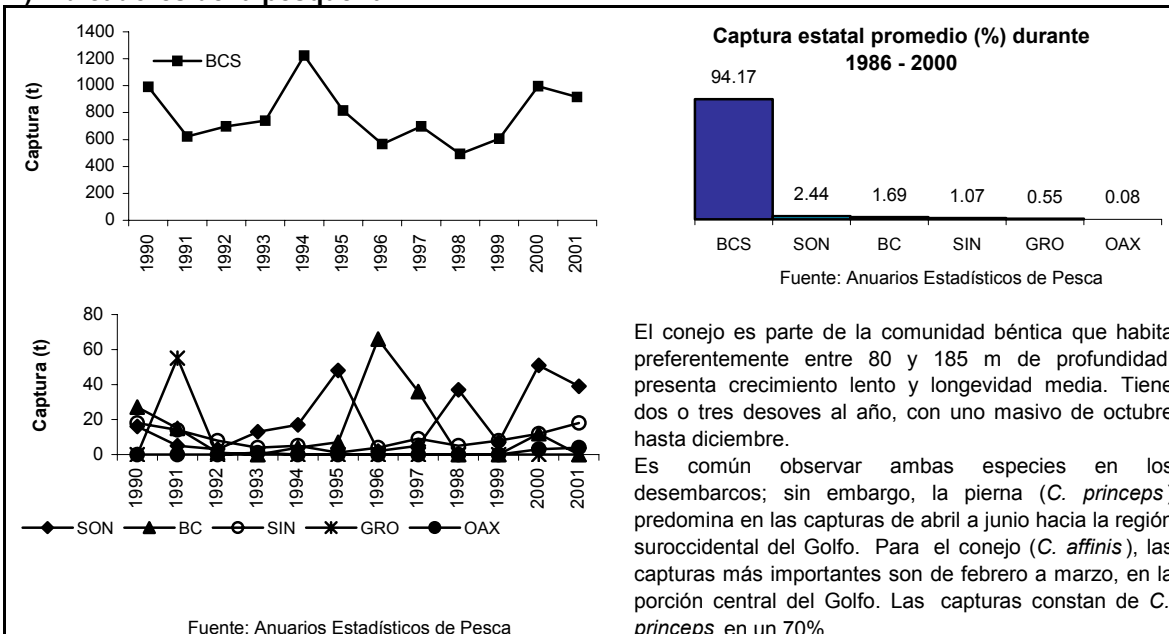 1400
1200
1000
800
600
400
200
0
Captura (t)
BCS
1990 1991 1992 1993 1994 1995 1996 1997 1998 1999 2000 2001
80
60
40
20
0
Captura (t)
1990 1991 1992 1993 1994 1995 1996 1997 1998 1999 2000 2001
SON BC SIN GRO OAX
Fuente: Anuarios Estadísticos de Pesca
Captura estatal promedio (%) durante
1986 - 2000
94.17 2.44 1.69 1.07 0.55 0.08
BCS SON BC SIN GRO OAX
Fuente: Anuarios Estadísticos de Pesca
El conejo es parte de la comunidad béntica que habita
preferentemente entre 80 y 185 m de profundidad
presenta crecimiento lento y longevidad media. Tiene
dos o tres desoves al año, con uno masivo de octubre
hasta diciembre.
Es común observar ambas especies en los
desembarcos; sin embargo, la pierna (C. princeps)
predomina en las capturas de abril a junio hacia la región
suroccidental del Golfo. Para el conejo (C. affinis), las
capturas más importantes son de febrero a marzo, en la
porción central del Golfo. Las capturas constan de C.
princeps en un 70%